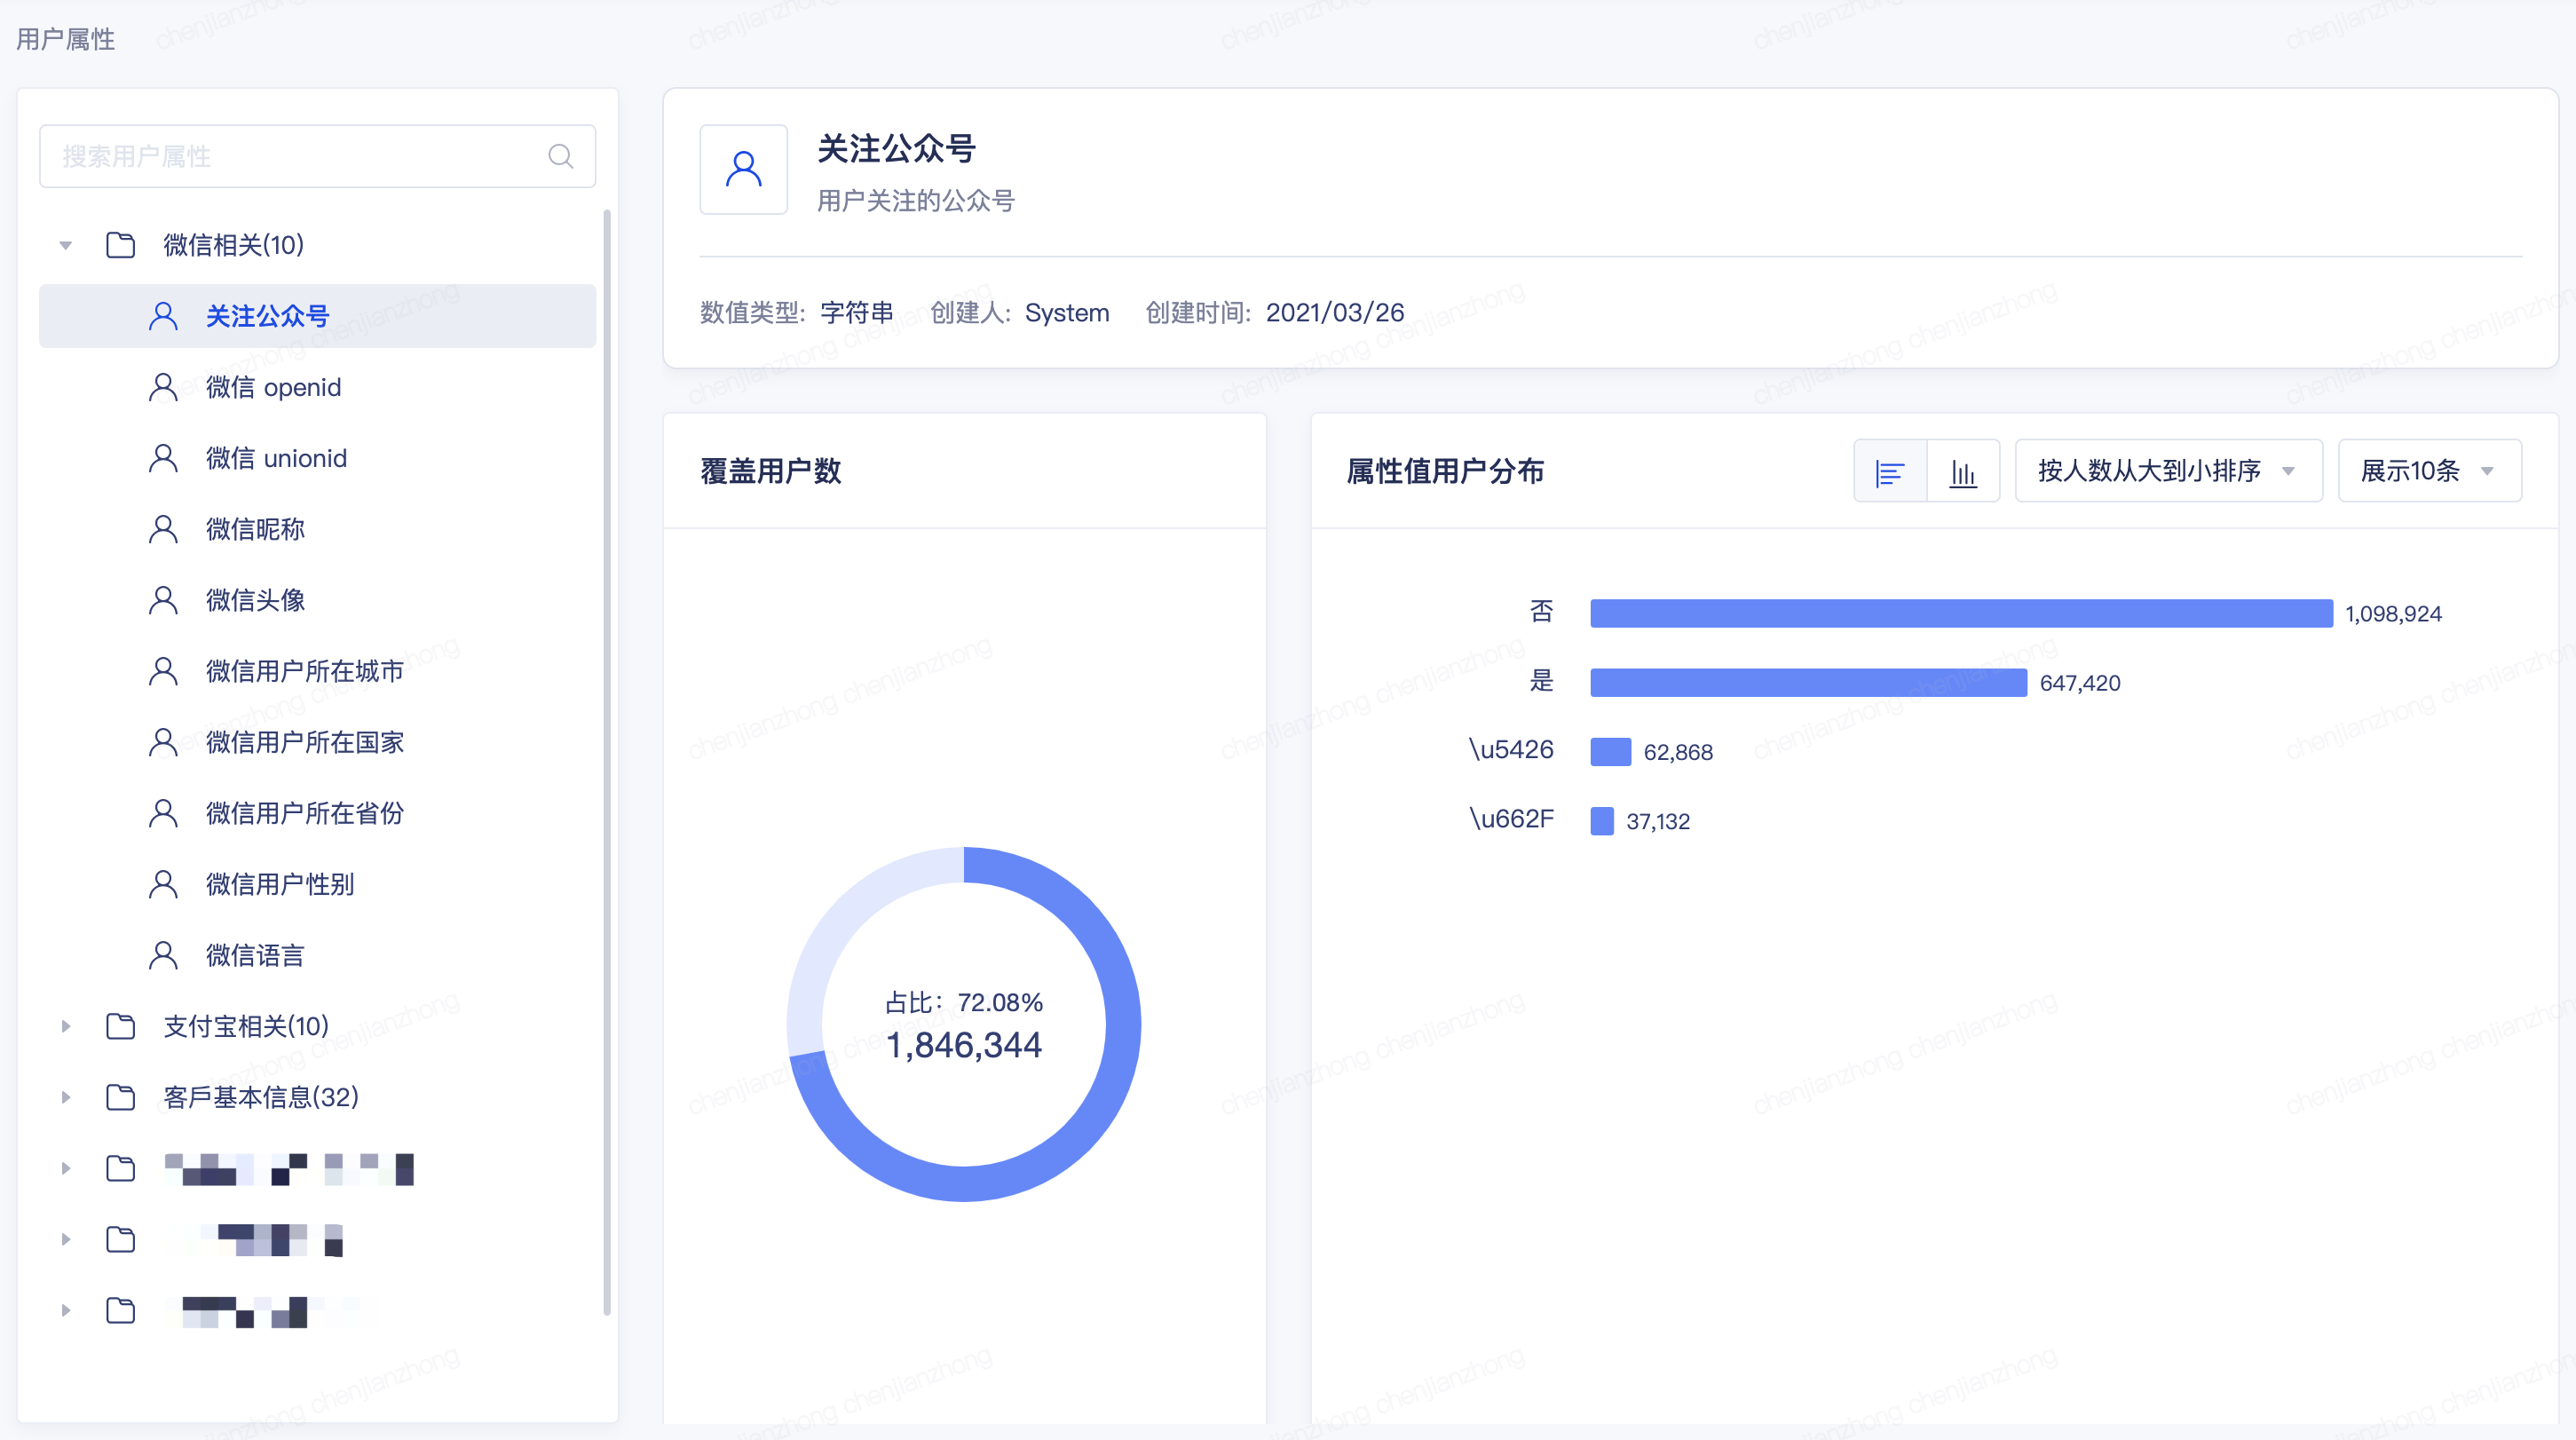 用户属性
搜索用户属性
微信相关(10)
关注公众号
微信 openid
微信 unionid
微信昵称
微信头像
微信用户所在城市
微信用户所在国家
微信用户所在省份
微信用户性别
微信语言
支付宝相关(10)
客戶基本信息(32)
关注公众号
用户关注的公众号
数值类型: 字符串 创建人: System 创建时间: 2021/03/26
覆盖用户数
占比：72.08%
1,846,344
属性值用户分布 按人数从大到小排序 展示10条
否 1,098,924
是 647,420
\u5426 62,868
\u662F 37,132
chenjianzhong